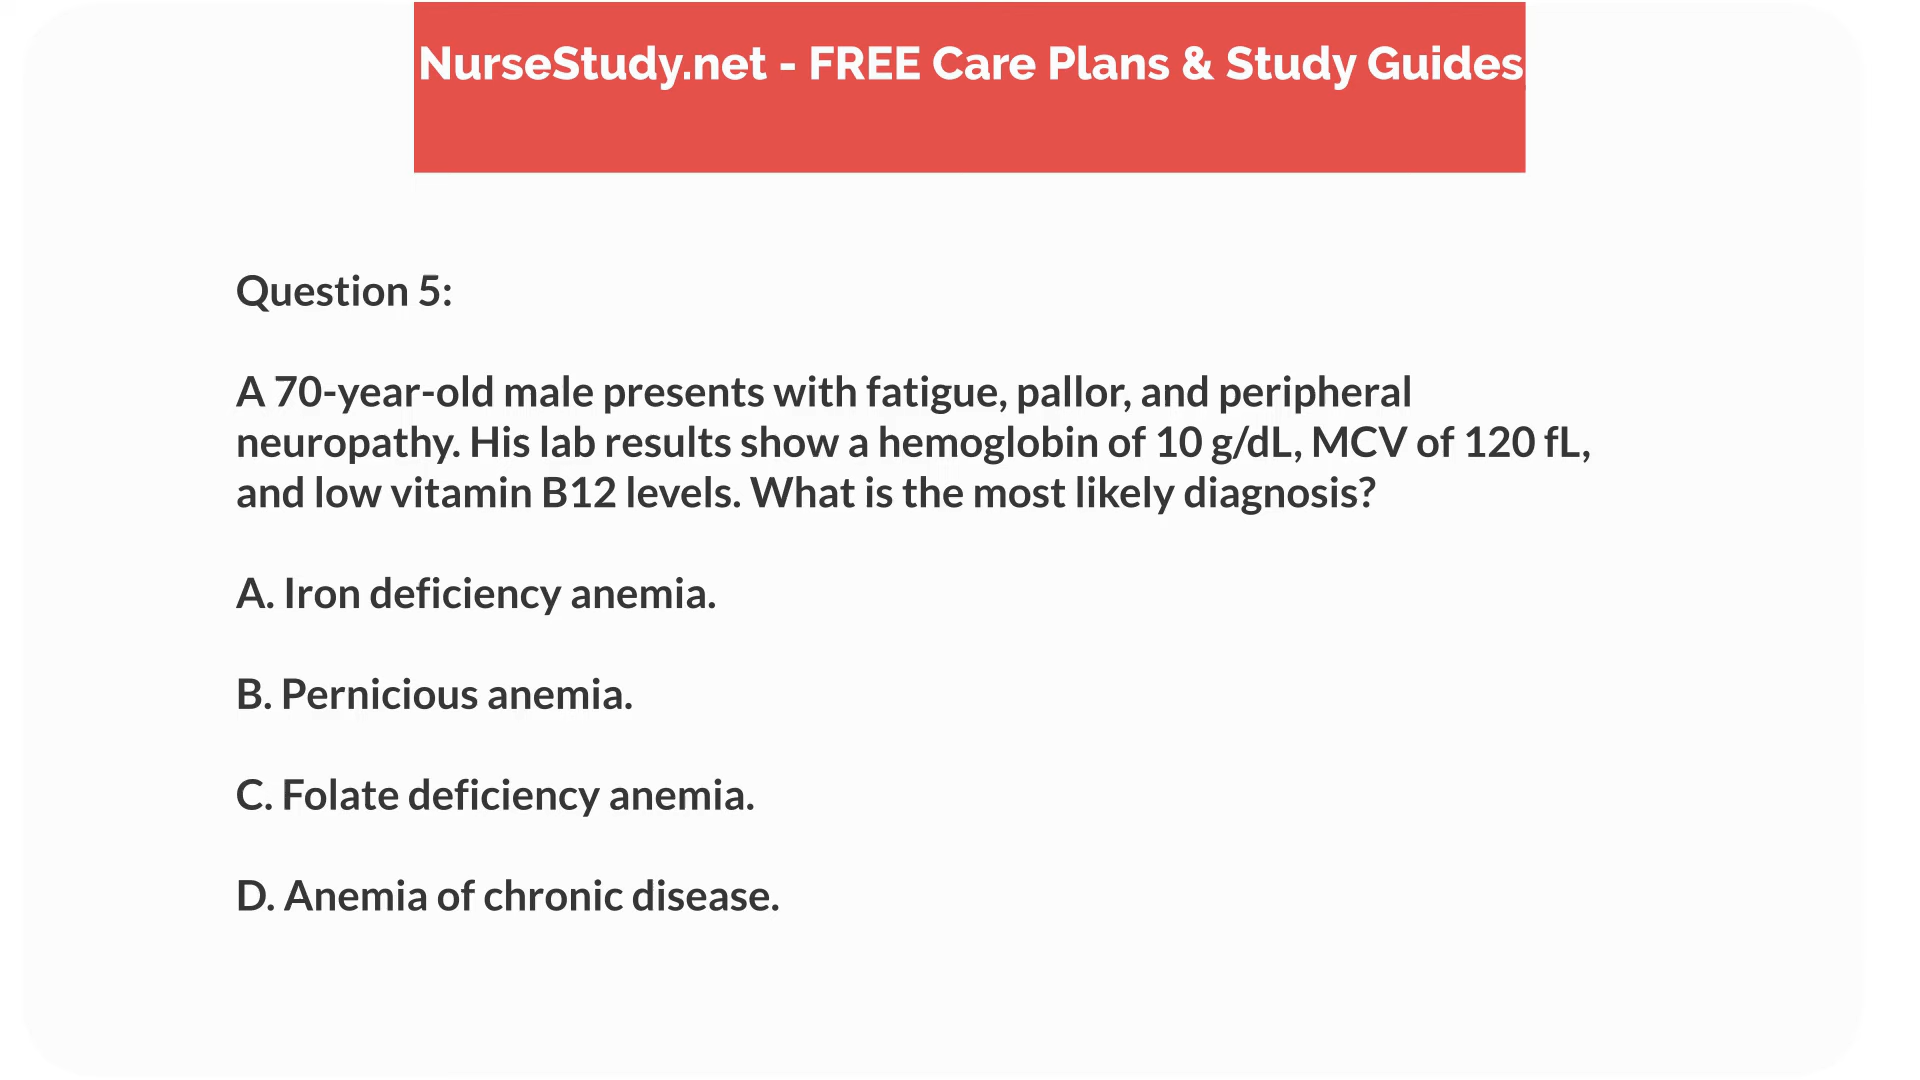 NurseStudy.net - FREE Care Plans & Study Guides
Question 5:
A 70-year-old male presents with fatigue, pallor, and peripheral
neuropathy. His lab results show a hemoglobin of 10 g/dL, MCV of 120 fL,
and low vitamin B12 levels. What is the most likely diagnosis?
A. Iron deficiency anemia.
B. Pernicious anemia.
C. Folate deficiency anemia.
D. Anemia of chronic disease.